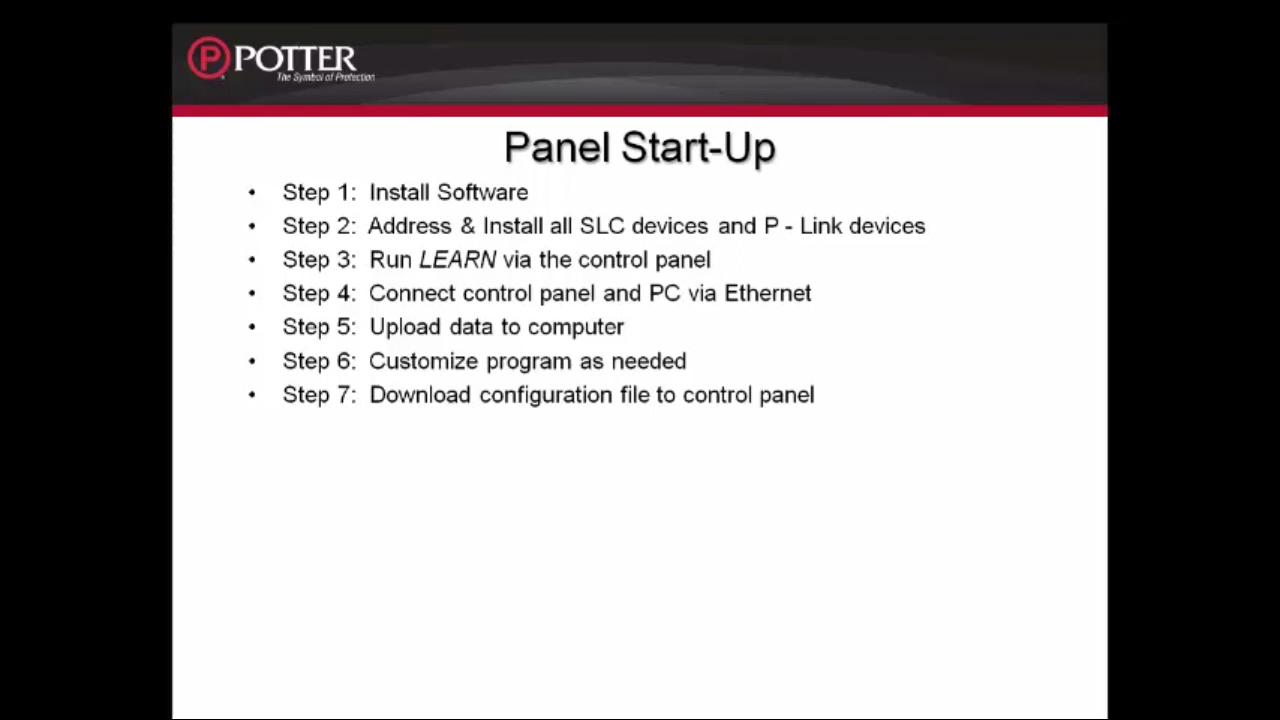 POTTER
The Symbol of Protection
Panel Start-Up
• Step 1: Install Software
• Step 2: Address & Install all SLC devices and P - Link devices
• Step 3: Run LEARN via the control panel
• Step 4: Connect control panel and PC via Ethernet
• Step 5: Upload data to computer
• Step 6: Customize program as needed
• Step 7: Download configuration file to control panel